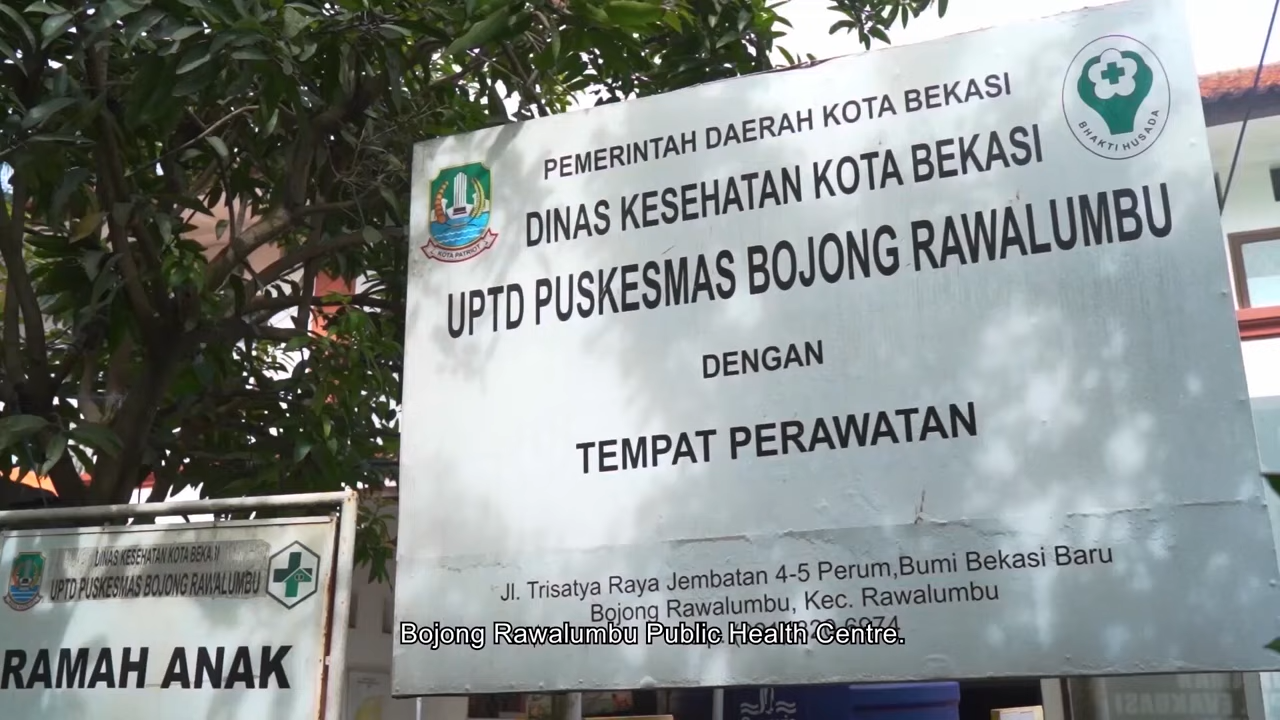 PEMERINTAH DAERAH KOTA BEKASI
DINAS KESEHATAN KOTA BEKASI
UPTD PUSKESMAS BOJONG RAWALUMBU
DENGAN
TEMPAT PERAWATAN
Jl. Trisatya Raya Jembatan 4-5 Perum,Bumi Bekasi Baru
Bojong Rawalumbu, Kec. Rawalumbu
6974
KOTA PATRIOT
BHAKTI HUSADA
DINAS KESEHATAN KOTA BEKASI
UPTD PUSKESMAS BOJONG RAWALUMBU
RAMAH ANAK
Bojong Rawalumbu Public Health Centre.